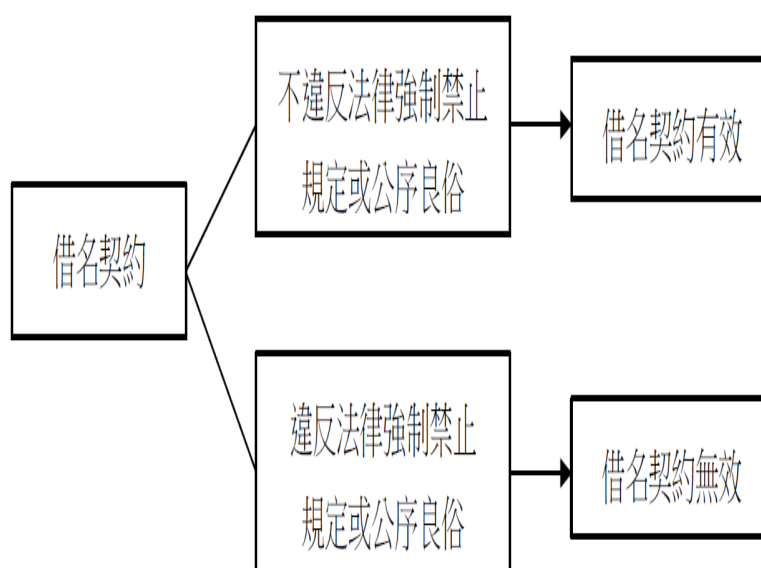 借名契約
不違反法律強制禁止
規定或公序良俗
借名契約有效
違反法律強制禁止
規定或公序良俗
借名契約無效